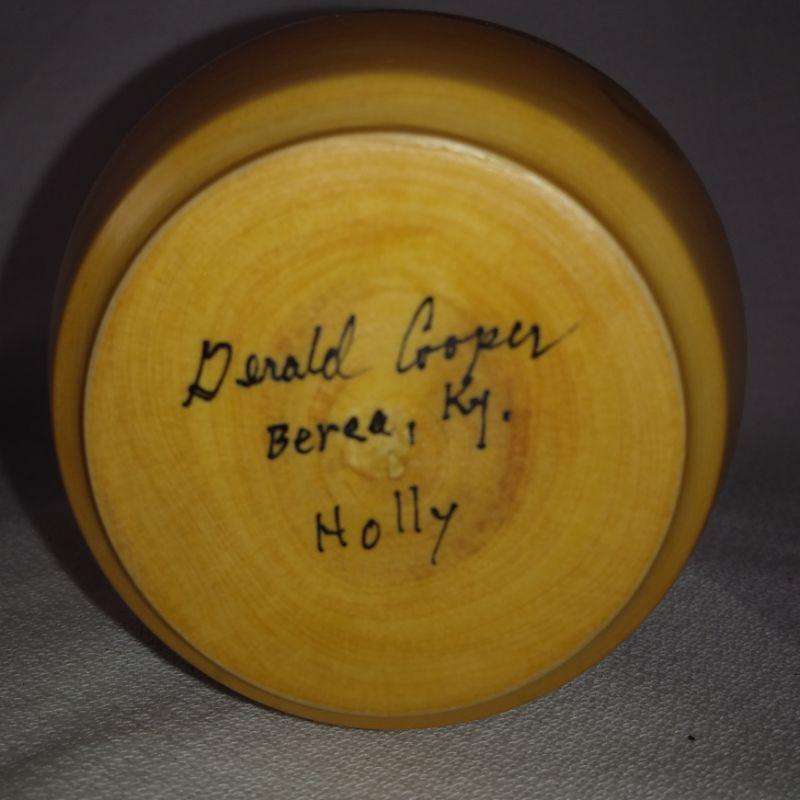 Gerald Cooper
Berea, Ky.
Holly